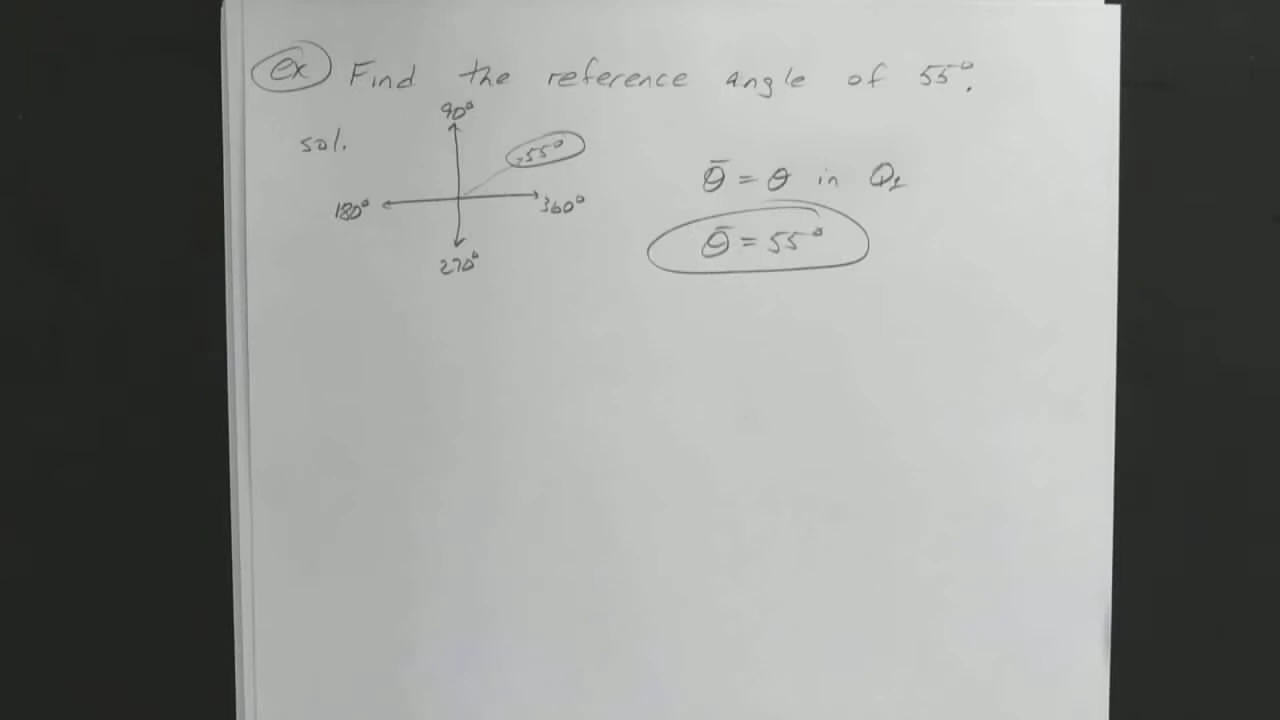 ex Find the reference angle of 55°.
sol.
90°
55°
180°
360°
270°
θ̄ = θ in Q1
θ̄ = 55°